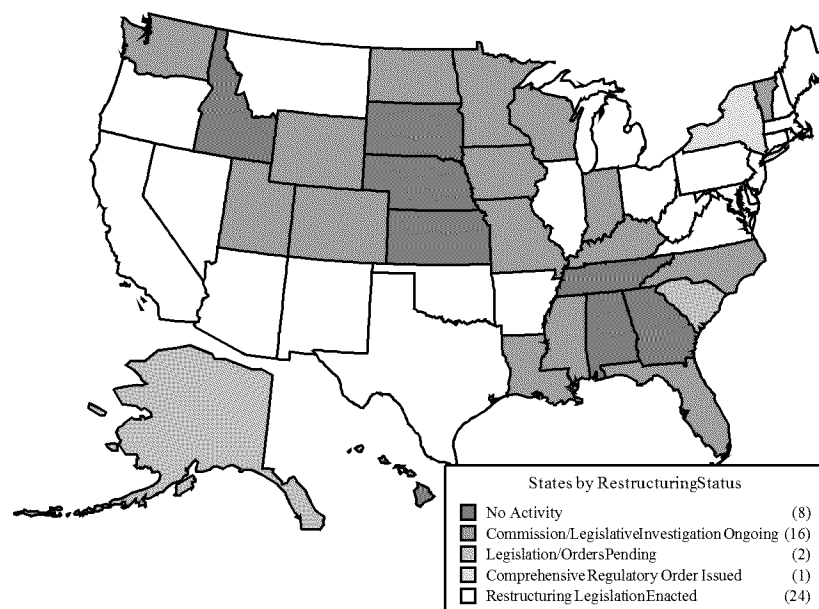 States by RestructuringStatus
No Activity (8)
Commission/LegislativeInvestigation Ongoing (16)
Legislation/OrdersPending (2)
Comprehensive Regulatory Order Issued (1)
Restructuring LegislationEnacted (24)